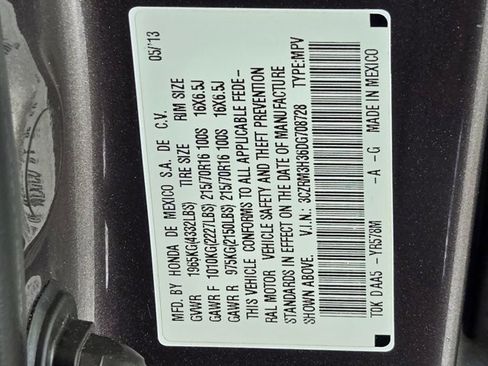 MFD. BY HONDA DE MEXICO S.A. DE C.V. 05/13
GVWR 1965KG(4332LBS) TIRE SIZE RIM SIZE
GAWR F 1010KG(2227LBS) 215/70R16 100S 16X6.5J
GAWR R 975KG(2150LBS) 215/70R16 100S 16X6.5J
THIS VEHICLE CONFORMS TO ALL APPLICABLE FEDE-
RAL MOTOR VEHICLE SAFETY AND THEFT PREVENTION
STANDARDS IN EFFECT ON THE DATE OF MANUFACTURE
SHOWN ABOVE. V.I.N.: 3CZRM3H36DG708728 TYPE:MPV
TOK D AA5 -YR578M -A -G MADE IN MEXICO